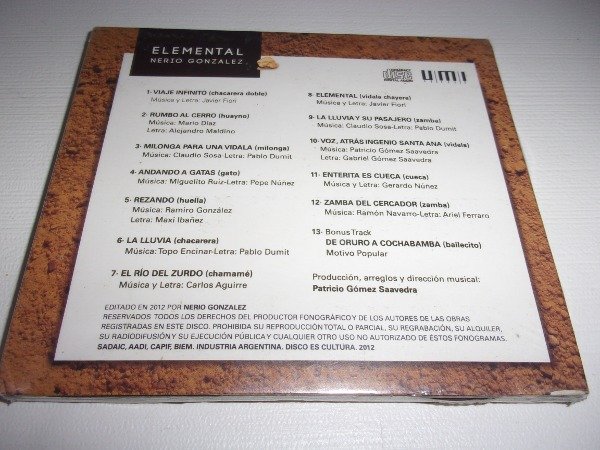 ELEMENTAL
NERIO GONZALEZ
COMPACT
disc
DIGITAL AUDIO
UMI
1- VIAJE INFINITO (chacarera doble)
Música y Letra: Javier Fiori
2- RUMBO AL CERRO (huayno)
Música: Mario Díaz
Letra: Alejandro Maldino
3- MILONGA PARA UNA VIDALA (milonga)
Música: Claudio Sosa Letra: Pablo Dumit
4- ANDANDO A GATAS (gato)
Música: Miguelito Ruiz-Letra: Pepe Núnez
5- REZANDO (huella)
Música: Ramiro González
Letra: Maxi Ibañez
6- LA LLUVIA (chacarera)
Música: Topo Encinar-Letra: Pablo Dumit
7- EL RÍO DEL ZURDO (chamamé)
Música y Letra: Carlos Aguirre
8- ELEMENTAL (vidala chayera)
Música y Letra: Javier Fiori
9- LA LLUVIA Y SU PASAJERO (zamba)
Música: Claudio Sosa-Letra: Pablo Dumit
10- VOZ, ATRÁS INGENIO SANTA ANA (vidala)
Música: Patricio Gómez Saavedra
Letra: Gabriel Gómez Saavedra
11- ENTERITA ES CUECA (cueca)
Música y Letra: Gerardo Núñez
12- ZAMBA DEL CERCADOR (zamba)
Música: Ramón Navarro-Letra: Ariel Ferraro
13- Bonus Track
DE ORURO A COCHABAMBA (bailecito)
Motivo Popular
Producción, arreglos y dirección musical:
Patricio Gómez Saavedra
EDITADO EN 2012 POR NERIO GONZALEZ
RESERVADOS TODOS LOS DERECHOS DEL PRODUCTOR FONOGRÁFICO Y DE LOS AUTORES DE LAS OBRAS
REGISTRADAS EN ESTE DISCO. PROHIBIDA SU REPRODUCCIÓN TOTAL O PARCIAL, SU REGRABACIÓN, SU ALQUILER,
SU RADIODIFUSIÓN Y SU EJECUCIÓN PÚBLICA Y CUALQUIER OTRO USO NO AUTORIZADO DE ÉSTOS FONOGRAMAS.
SADAIC, AADI, CAPIF, BIEM. INDUSTRIA ARGENTINA. DISCO ES CULTURA. 2012